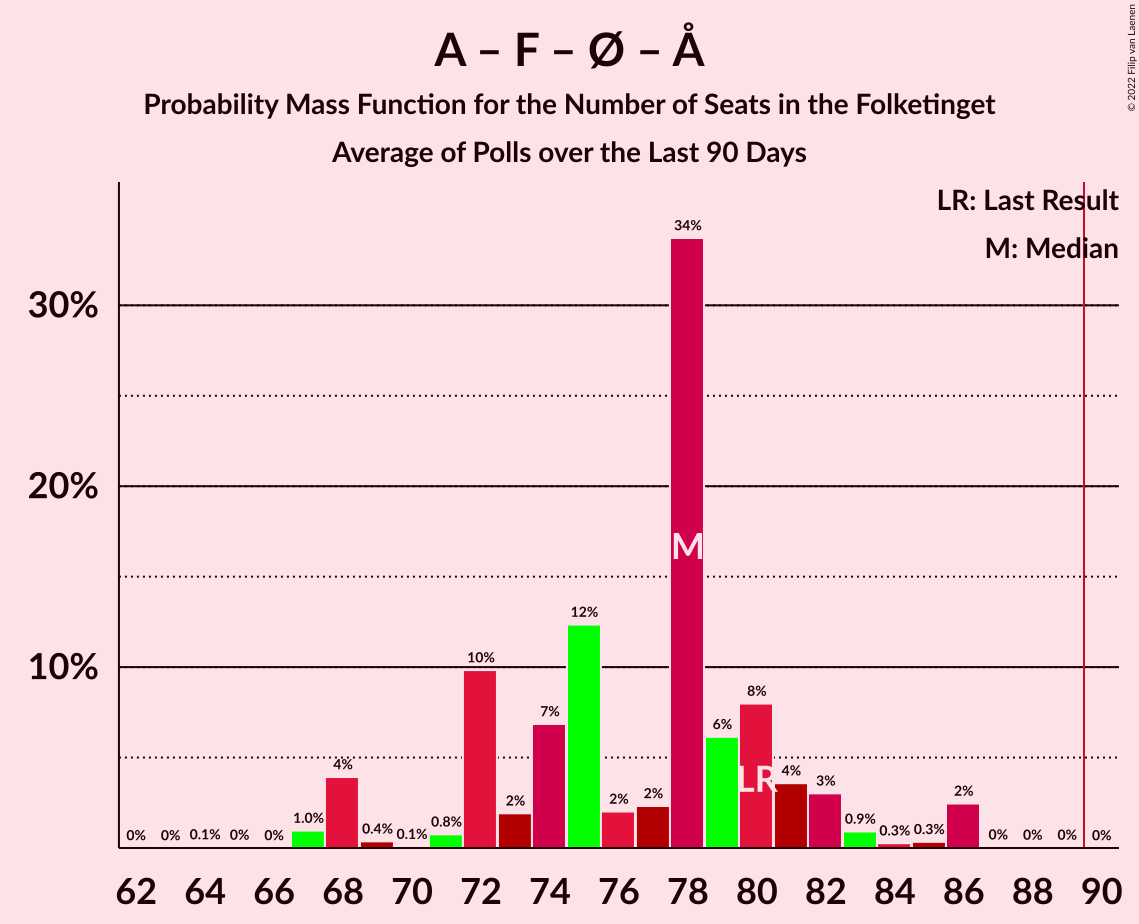 A – F – Ø – Å
Probability Mass Function for the Number of Seats in the Folketinget
Average of Polls over the Last 90 Days
© 2022 Filip van Laenen
LR: Last Result
M: Median
30%
20%
10%
0% 0% 0.1% 0% 0% 1.0% 4% 0.4% 0.1% 0.8% 10% 2% 7% 12% 2% 2% 34% 6% 8% 4% 3% 0.9% 0.3% 0.3% 2% 0% 0% 0% 0%
M
LR
62 64 66 68 70 72 74 76 78 80 82 84 86 88 90